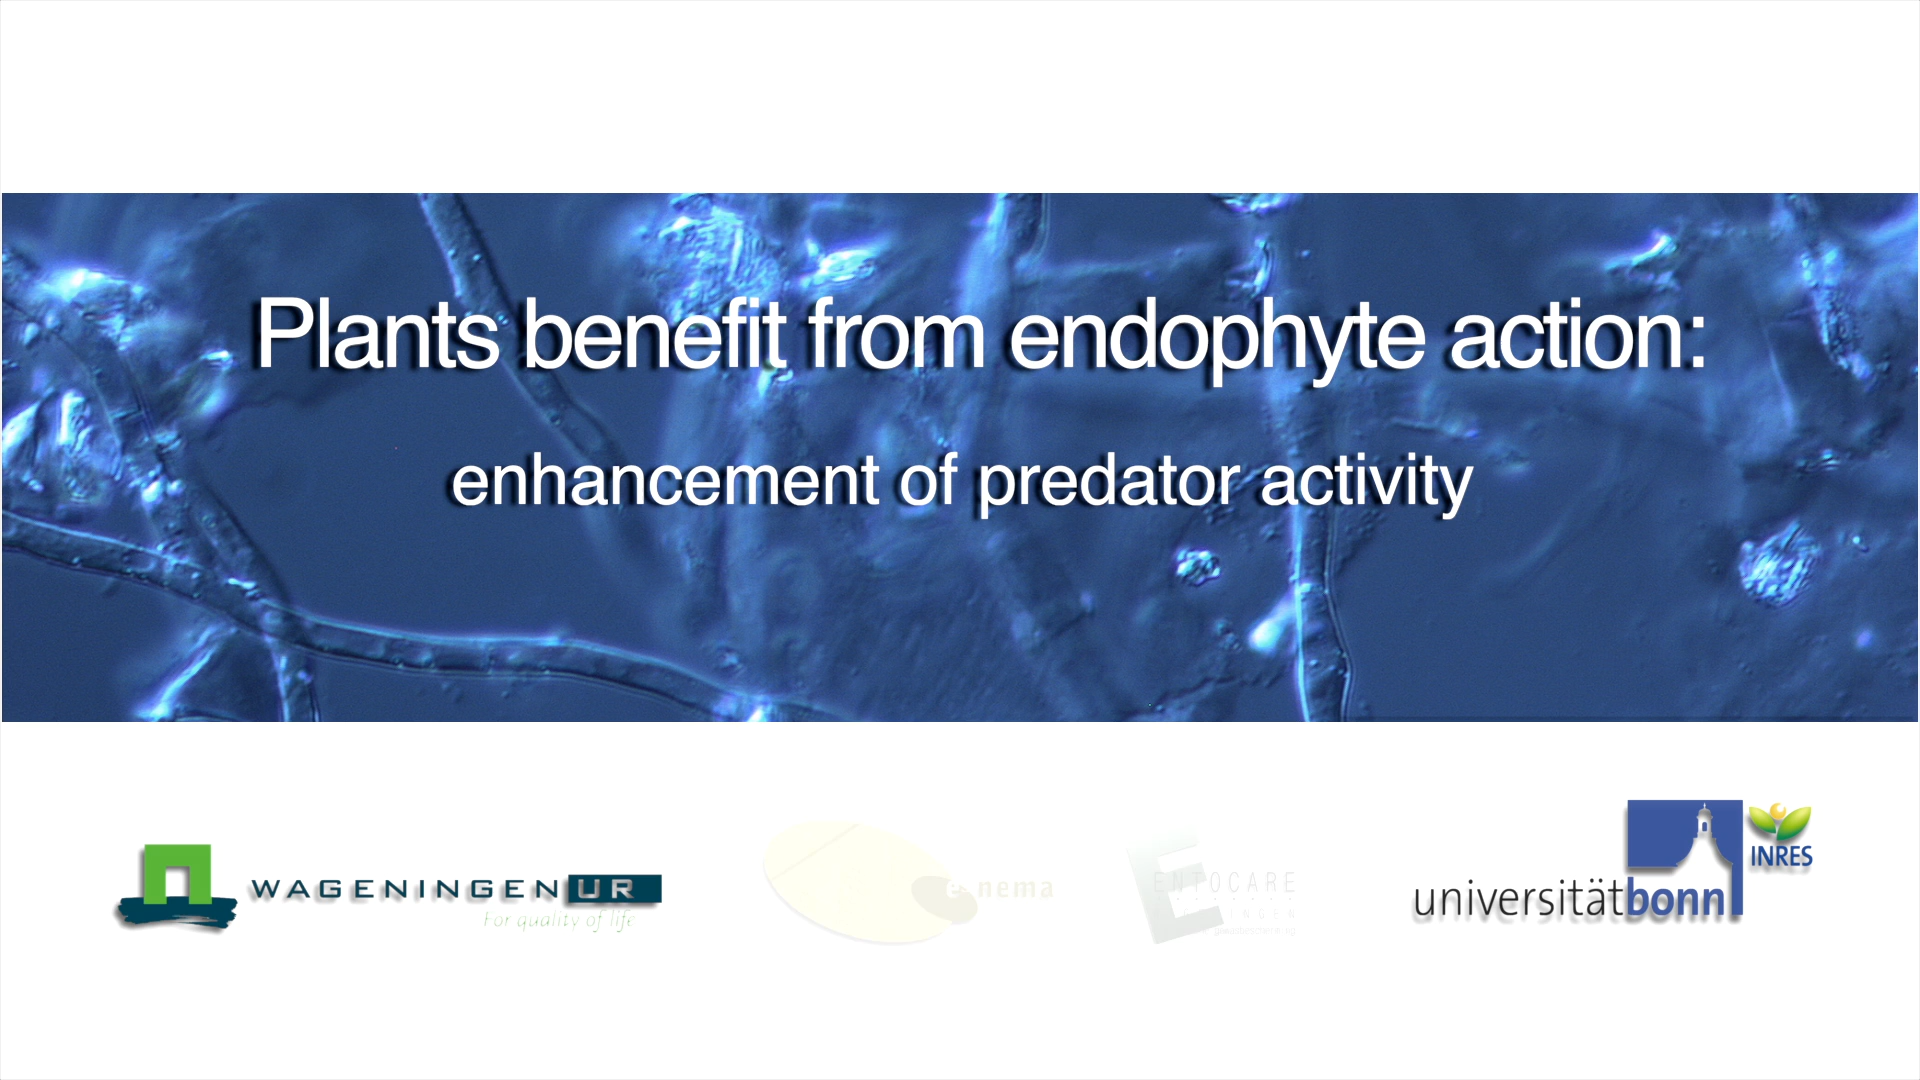 Plants benefit from endophyte action:
enhancement of predator activity
WAGENINGEN UR
For quality of life
e~nema
ENTOCARE
INRES
universitätbonn